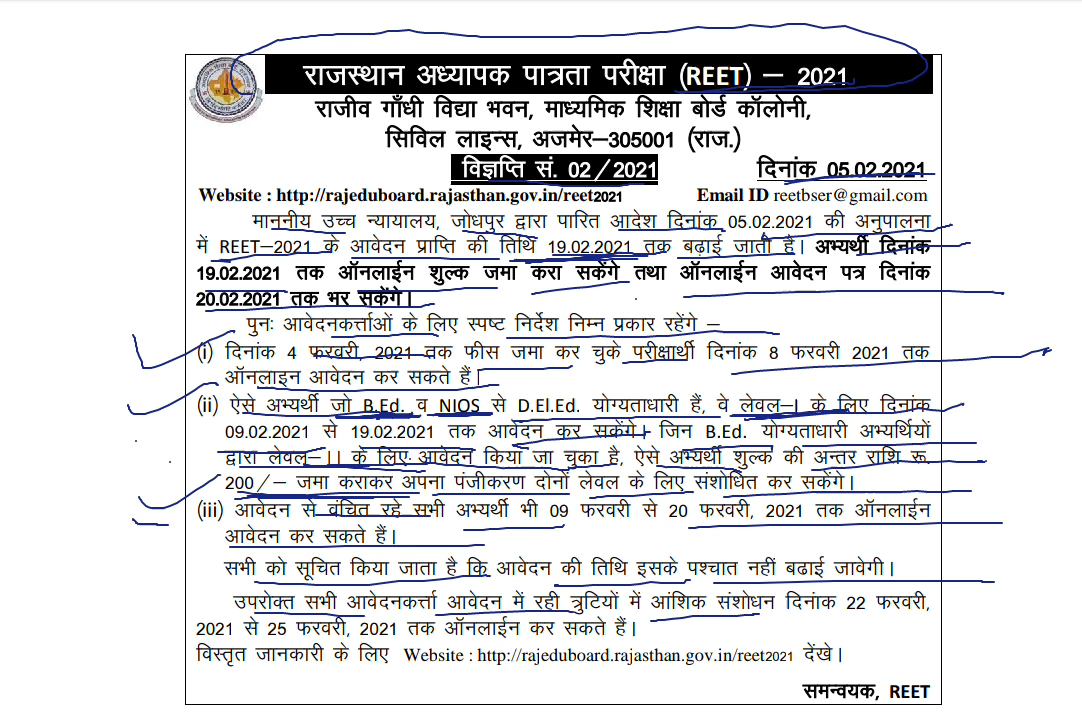 राजस्थान अध्यापक पात्रता परीक्षा (REET) – 2021
राजीव गाँधी विद्या भवन, माध्यमिक शिक्षा बोर्ड कॉलोनी,
सिविल लाइन्स, अजमेर–305001 (राज.)
विज्ञप्ति सं. 02/2021 दिनांक 05.02.2021
Website : http://rajeduboard.rajasthan.gov.in/reet2021 Email ID reetbser@gmail.com
माननीय उच्च न्यायालय, जोधपुर द्वारा पारित आदेश दिनांक 05.02.2021 की अनुपालना
में REET–2021 के आवेदन प्राप्ति की तिथि 19.02.2021 तक बढ़ाई जाती है। अभ्यर्थी दिनांक
19.02.2021 तक ऑनलाईन शुल्क जमा करा सकेंगे तथा ऑनलाईन आवेदन पत्र दिनांक
20.02.2021 तक भर सकेंगे।
पुनः आवेदनकर्त्ताओं के लिए स्पष्ट निर्देश निम्न प्रकार रहेंगे –
(i) दिनांक 4 फरवरी, 2021 तक फीस जमा कर चुके परीक्षार्थी दिनांक 8 फरवरी 2021 तक
ऑनलाइन आवेदन कर सकते हैं।
(ii) ऐसे अभ्यर्थी जो B.Ed. व NIOS से D.El.Ed. योग्यताधारी हैं, वे लेवल–I के लिए दिनांक
09.02.2021 से 19.02.2021 तक आवेदन कर सकेंगे। जिन B.Ed. योग्यताधारी अभ्यर्थियों
द्वारा लेवल–II के लिए आवेदन किया जा चुका है, ऐसे अभ्यर्थी शुल्क की अन्तर राशि रू.
200/– जमा कराकर अपना पंजीकरण दोनों लेवल के लिए संशोधित कर सकेंगे।
(iii) आवेदन से वंचित रहे सभी अभ्यर्थी भी 09 फरवरी से 20 फरवरी, 2021 तक ऑनलाईन
आवेदन कर सकते हैं।
सभी को सूचित किया जाता है कि आवेदन की तिथि इसके पश्चात नहीं बढाई जावेगी।
उपरोक्त सभी आवेदनकर्त्ता आवेदन में रही त्रुटियों में आंशिक संशोधन दिनांक 22 फरवरी,
2021 से 25 फरवरी, 2021 तक ऑनलाईन कर सकते हैं।
विस्तृत जानकारी के लिए Website : http://rajeduboard.rajasthan.gov.in/reet2021 देंखे।
समन्वयक, REET